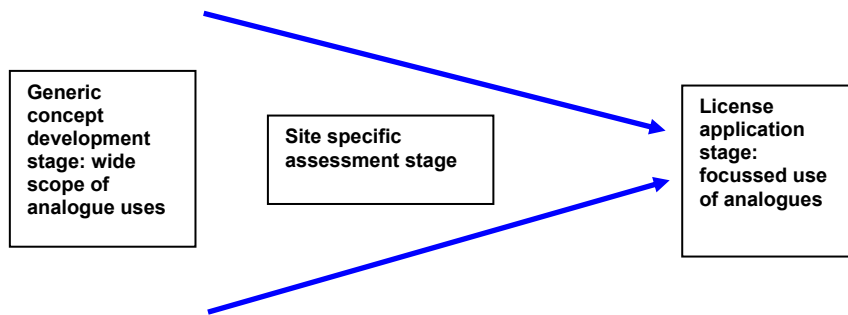 Generic
concept
development
stage: wide
scope of
analogue uses
Site specific
assessment stage
License
application
stage:
focussed use
of analogues